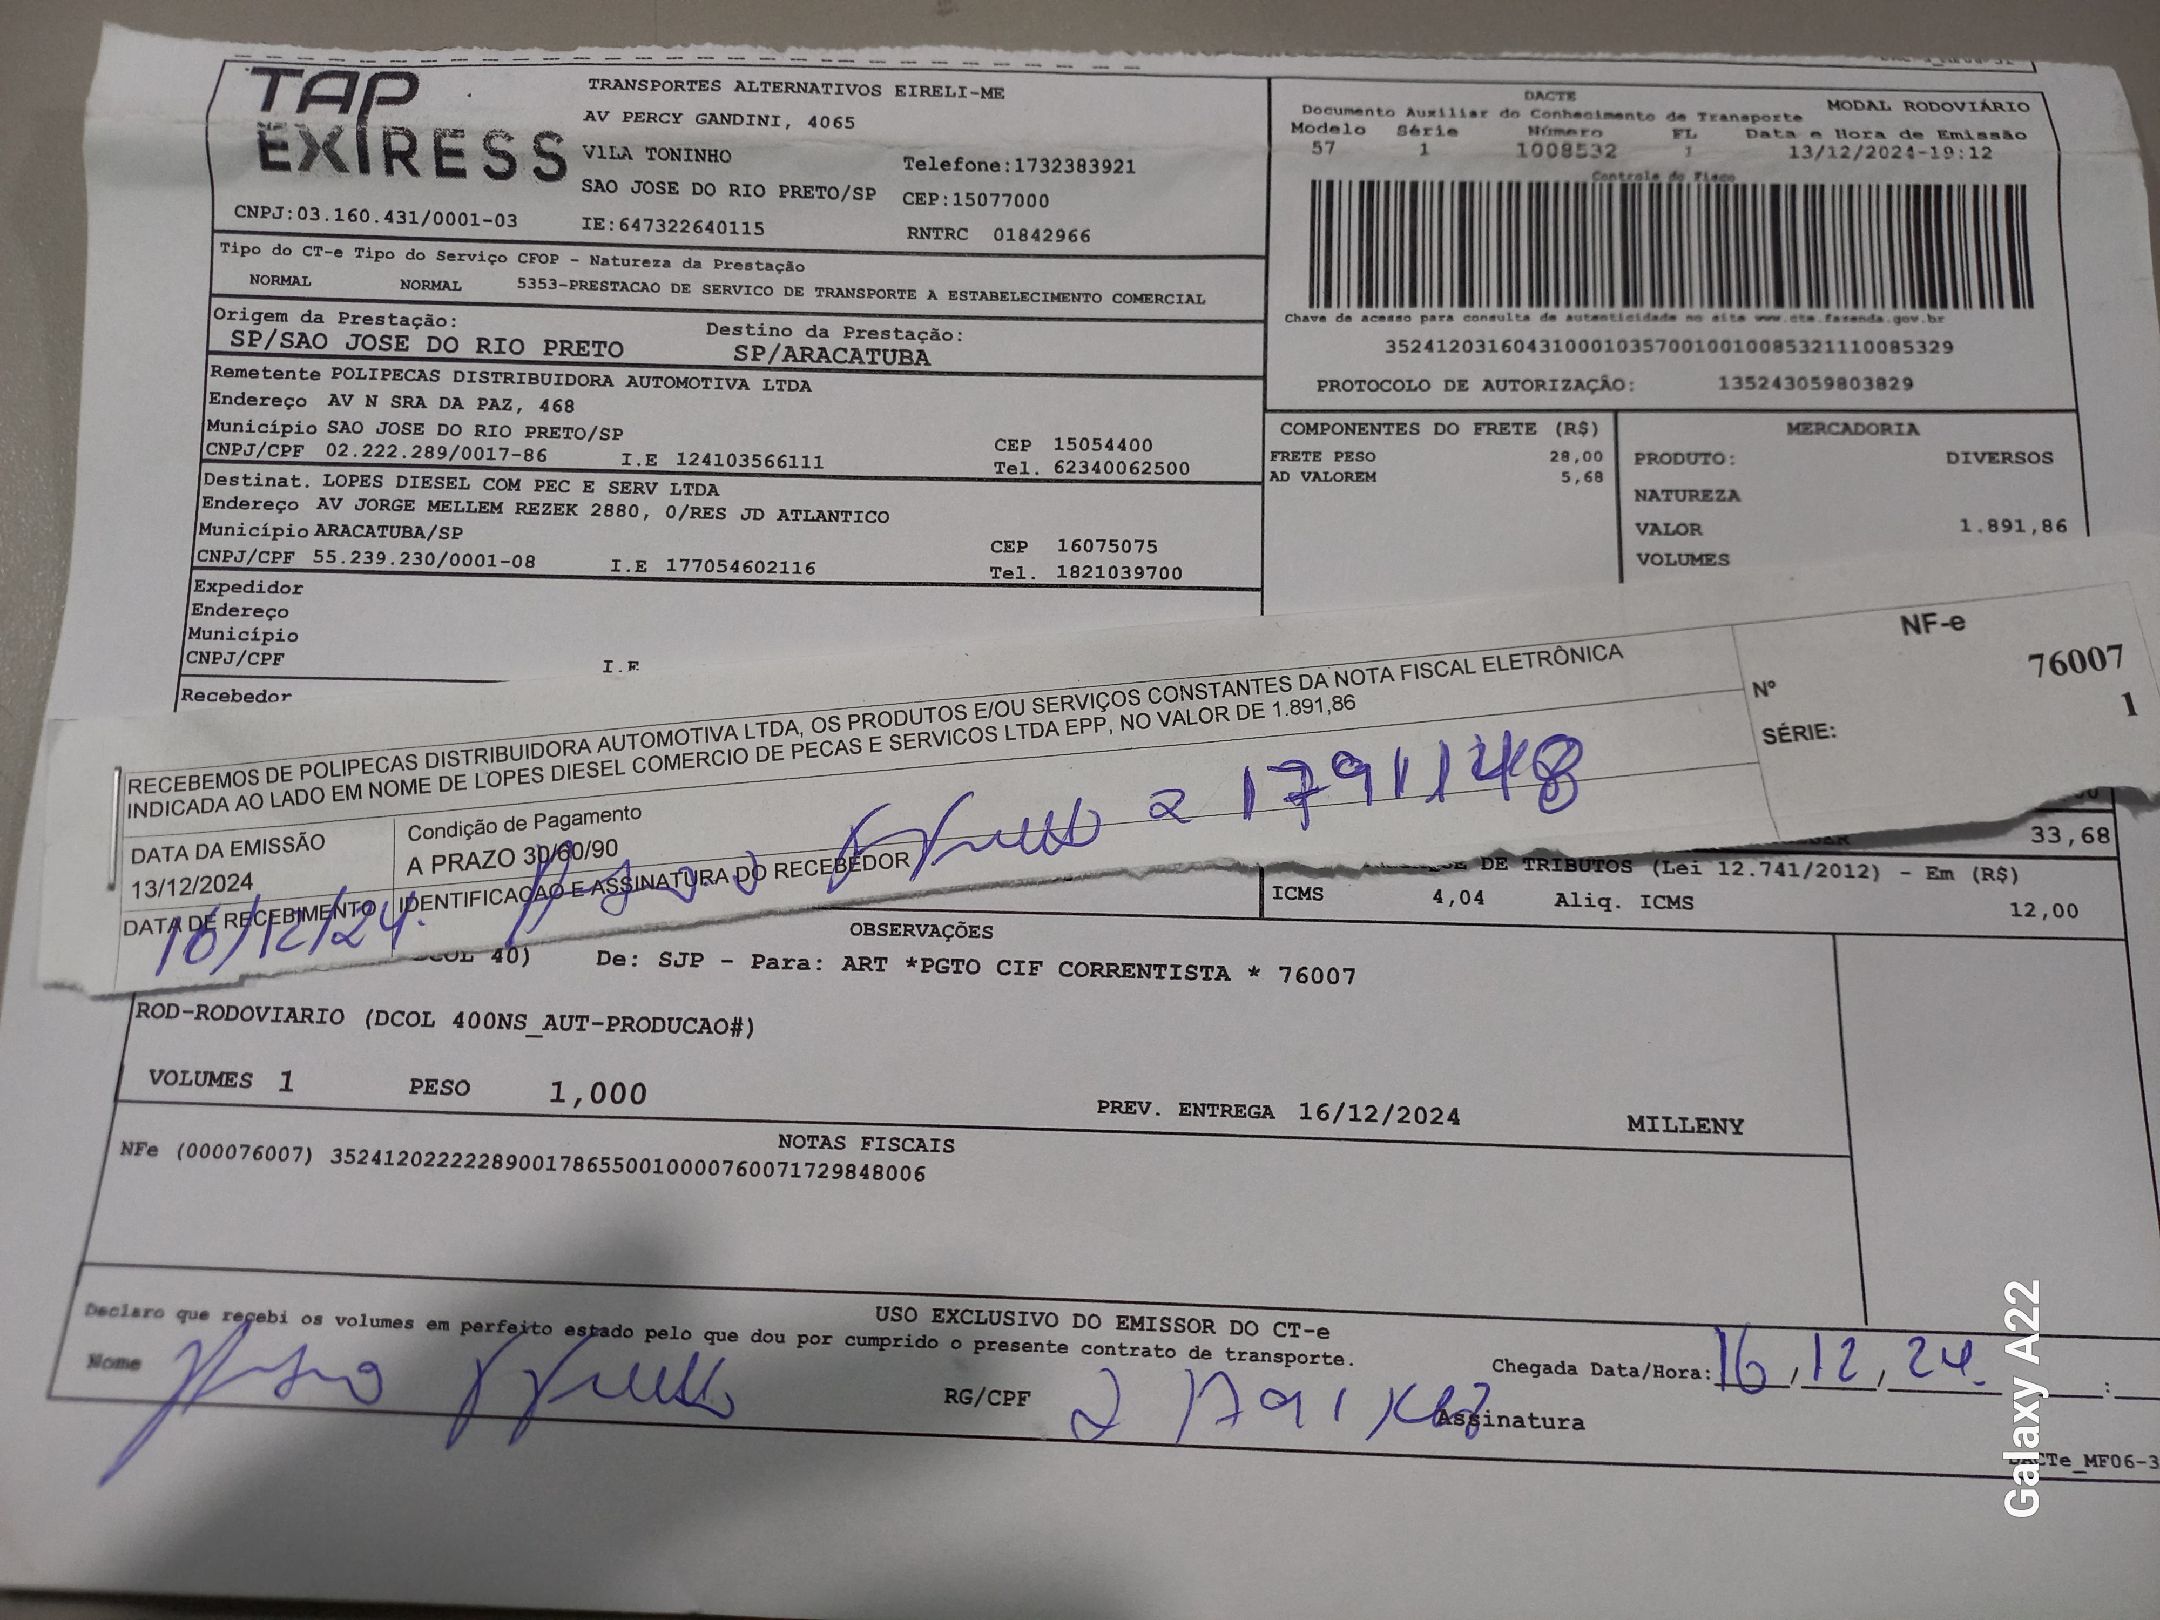 TAP
EXPRESS
TRANSPORTES ALTERNATIVOS EIRELI-ME
AV PERCY GANDINI, 4065
VILA TONINHO
Telefone:1732383921
SAO JOSE DO RIO PRETO/SP CEP:15077000
CNPJ:03.160.431/0001-03 IE:647322640115 RNTRC 01842966
DACTE MODAL RODOVIÁRIO
Documento Auxiliar do Conhecimento de Transporte
Modelo Série Número FL Data e Hora de Emissão
57 1 1008532 1 13/12/2024-19:12
Controle do Fisco
Chave de acesso para consulta de autenticidade no site www.cte.fazenda.gov.br
35241203160431000103570010010085321110085329
PROTOCOLO DE AUTORIZAÇÃO: 135243059803829
Tipo do CT-e Tipo do Serviço CFOP - Natureza da Prestação
NORMAL NORMAL 5353-PRESTACAO DE SERVICO DE TRANSPORTE A ESTABELECIMENTO COMERCIAL
Origem da Prestação: Destino da Prestação:
SP/SAO JOSE DO RIO PRETO SP/ARACATUBA
Remetente POLIPECAS DISTRIBUIDORA AUTOMOTIVA LTDA
Endereço AV N SRA DA PAZ, 468
Município SAO JOSE DO RIO PRETO/SP CEP 15054400
CNPJ/CPF 02.222.289/0017-86 I.E 124103566111 Tel. 62340062500
Destinat. LOPES DIESEL COM PEC E SERV LTDA
Endereço AV JORGE MELLEM REZEK 2880, 0/RES JD ATLANTICO
Município ARACATUBA/SP CEP 16075075
CNPJ/CPF 55.239.230/0001-08 I.E 177054602116 Tel. 1821039700
Expedidor
Endereço
Município
CNPJ/CPF I.E
Recebedor
COMPONENTES DO FRETE (R$)
FRETE PESO 28,00
AD VALOREM 5,68
MERCADORIA
PRODUTO: DIVERSOS
NATUREZA
VALOR 1.891,86
VOLUMES
RECEBEMOS DE POLIPECAS DISTRIBUIDORA AUTOMOTIVA LTDA, OS PRODUTOS E/OU SERVIÇOS CONSTANTES DA NOTA FISCAL ELETRÔNICA
INDICADA AO LADO EM NOME DE LOPES DIESEL COMERCIO DE PECAS E SERVICOS LTDA EPP, NO VALOR DE 1.891,86
NF-e
Nº 76007
SÉRIE: 1
DATA DA EMISSÃO
13/12/2024
Condição de Pagamento
A PRAZO 30/60/90
DATA DE RECEBIMENTO
16/12/24.
IDENTIFICAÇÃO E ASSINATURA DO RECEBEDOR
33,68
DE TRIBUTOS (Lei 12.741/2012) - Em (R$)
ICMS 4,04 Aliq. ICMS 12,00
OBSERVAÇÕES
40) De: SJP - Para: ART *PGTO CIF CORRENTISTA * 76007
ROD-RODOVIARIO (DCOL 400NS_AUT-PRODUCAO#)
VOLUMES 1 PESO 1,000 PREV. ENTREGA 16/12/2024 MILLENY
NOTAS FISCAIS
NFe (000076007) 35241202222289001786550010000760071729848006
USO EXCLUSIVO DO EMISSOR DO CT-e
Declaro que recebi os volumes em perfeito estado pelo que dou por cumprido o presente contrato de transporte.
Nome RG/CPF Assinatura
Chegada Data/Hora: 16,12,24.
DACTe_MF06-3
Galaxy A22